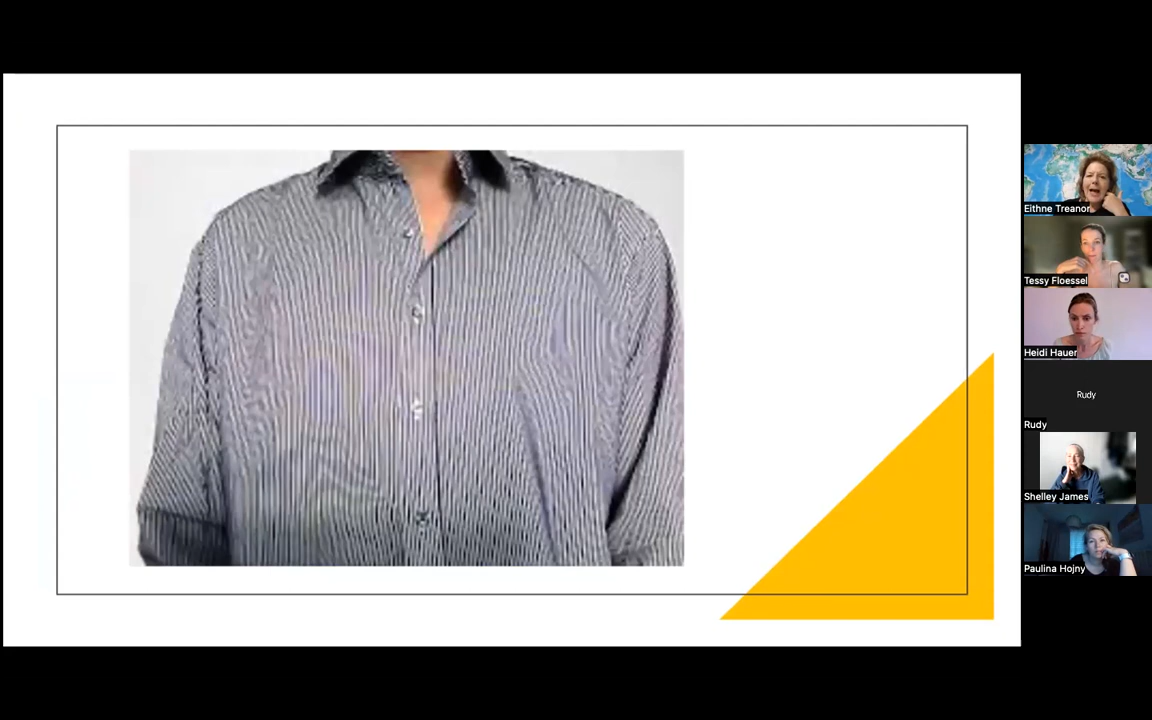 Eithne Treanor
Tessy Floessel
Heidi Hauer
Rudy
Rudy
Shelley James
Paulina Hojny